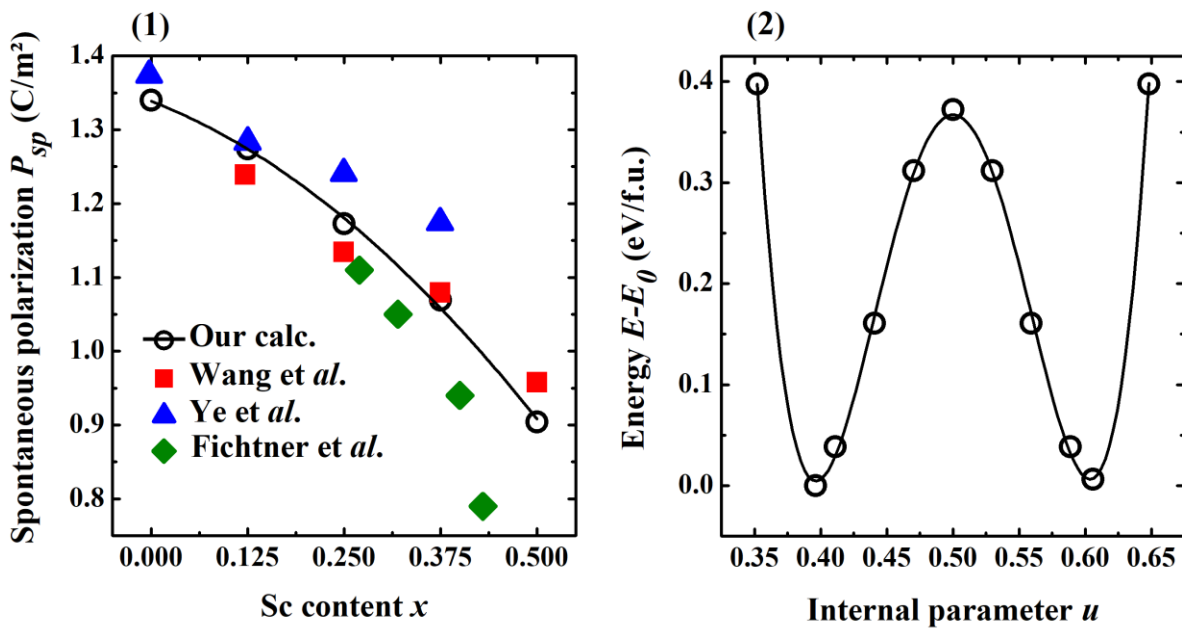 (1)
Spontaneous polarization Psp (C/m²)
1.4
1.3
1.2
1.1
1.0
0.9
0.8
Our calc.
Wang et al.
Ye et al.
Fichtner et al.
0.000 0.125 0.250 0.375 0.500
Sc content x
(2)
Energy E-E0 (eV/f.u.)
0.4
0.3
0.2
0.1
0.0
0.35 0.40 0.45 0.50 0.55 0.60 0.65
Internal parameter u